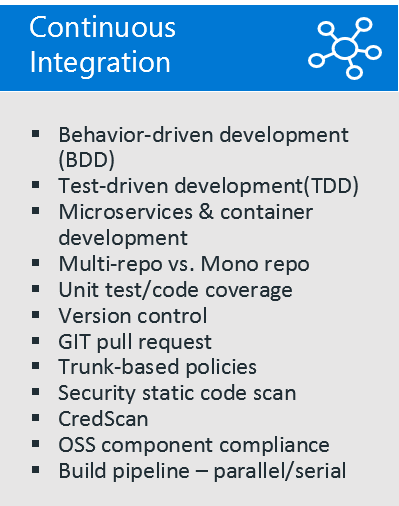 Continuous
Integration
▪ Behavior-driven development
(BDD)
▪ Test-driven development(TDD)
▪ Microservices & container
development
▪ Multi-repo vs. Mono repo
▪ Unit test/code coverage
▪ Version control
▪ GIT pull request
▪ Trunk-based policies
▪ Security static code scan
▪ CredScan
▪ OSS component compliance
▪ Build pipeline – parallel/serial